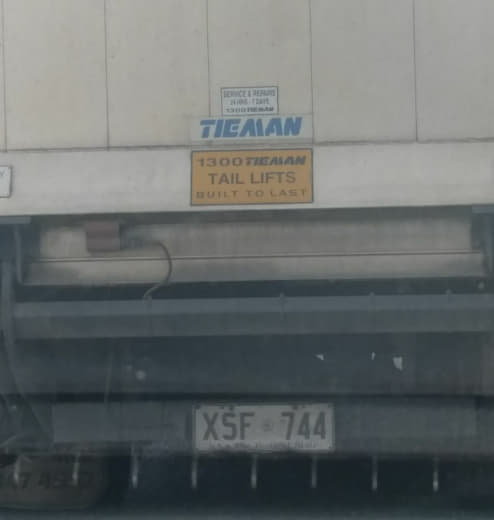 SERVICE & REPAIRS
24 HRS - 7 DAYS
1300 TIEMAN
TIEMAN
1300 TIEMAN
TAIL LIFTS
BUILT TO LAST
XSF 744